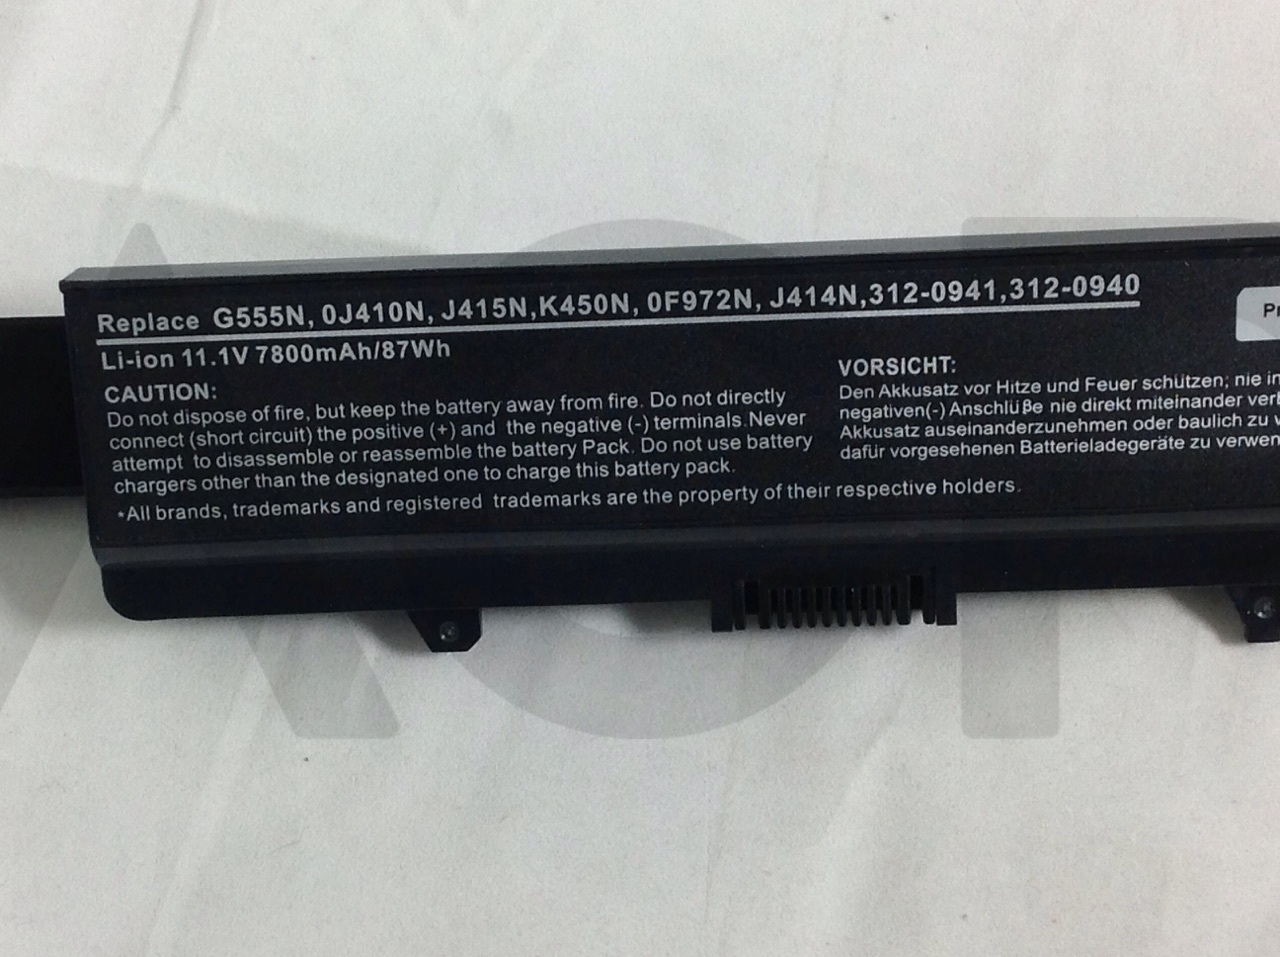 Replace G555N, 0J410N, J415N,K450N, 0F972N, J414N,312-0941,312-0940
Li-ion 11.1V 7800mAh/87Wh
CAUTION:
Do not dispose of fire, but keep the battery away from fire. Do not directly
connect (short circuit) the positive (+) and the negative (-) terminals.Never
attempt to disassemble or reassemble the battery Pack. Do not use battery
chargers other than the designated one to charge this battery pack.
*All brands, trademarks and registered trademarks are the property of their respective holders.
VORSICHT:
Den Akkusatz vor Hitze und Feuer schützen; nie
negativen(-) Anschlüße nie direkt miteinander
Akkusatz auseinanderzunehmen oder baulich zu
dafür vorgesehenen Batterieladegeräte zu